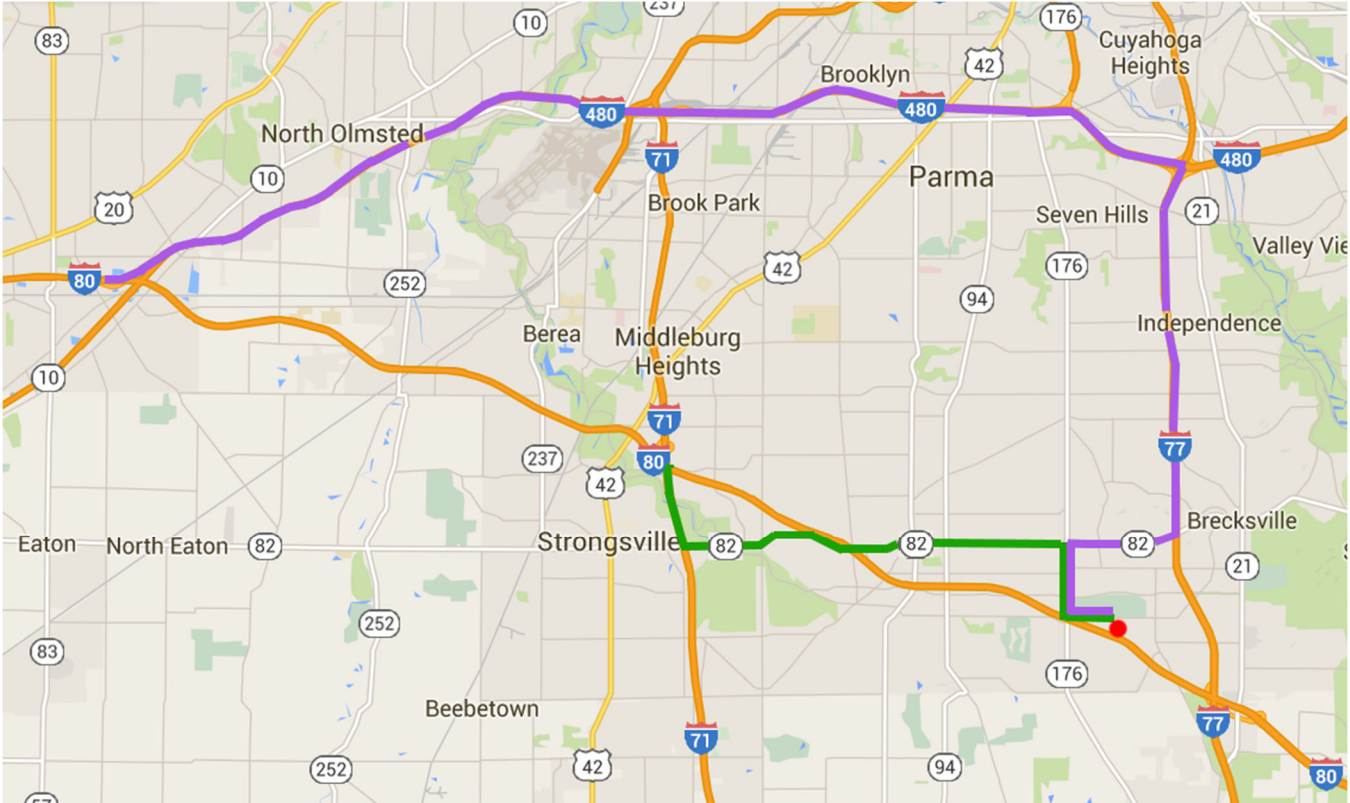 237
10
176
83
Cuyahoga
Heights
42
Brooklyn
480
480
North Olmsted
480
71
10
Parma
Brook Park
20
21
Seven Hills
Valley Vie
42
176
80
252
94
Independence
Berea
Middleburg
Heights
10
71
77
237
80
42
Brecksville
Eaton
North Eaton
82
Strongsville
82
82
82
21
252
83
176
Beebetown
77
71
252
42
94
80
57